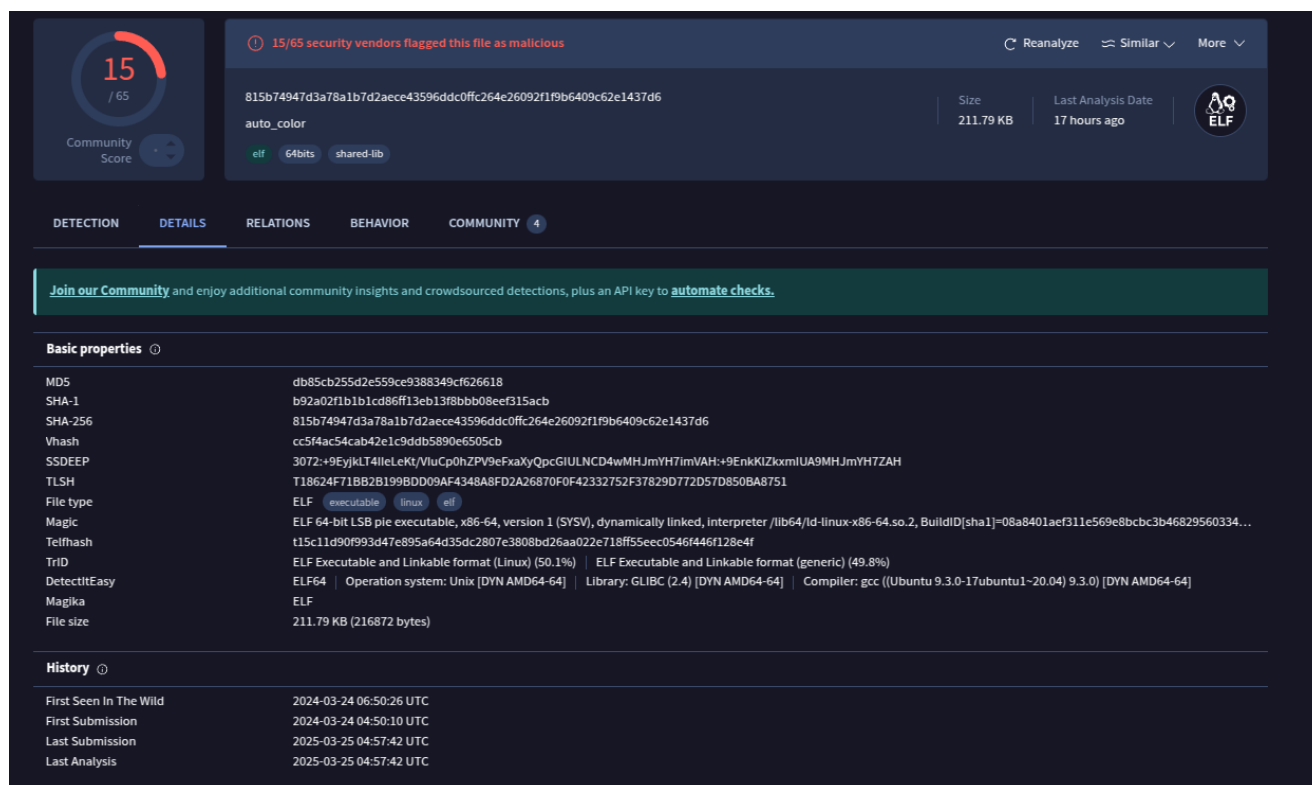 15
/ 65
Community
Score
15/65 security vendors flagged this file as malicious
Reanalyze
Similar
More
815b74947d3a78a1b7d2aece43596ddc0ffc264e26092f1f9b6409c62e1437d6
auto_color
Size
211.79 KB
Last Analysis Date
17 hours ago
ELF
elf 64bits shared-lib
DETECTION DETAILS RELATIONS BEHAVIOR COMMUNITY 4
Join our Community and enjoy additional community insights and crowdsourced detections, plus an API key to automate checks.
Basic properties
MD5 db85cb255d2e559ce9388349cf626618
SHA-1 b92a02f1b1b1cd86ff13eb13f8bbb08eef315acb
SHA-256 815b74947d3a78a1b7d2aece43596ddc0ffc264e26092f1f9b6409c62e1437d6
Vhash cc5f4ac54cab42e1c9ddb5890e6505cb
SSDEEP 3072:+9EyjkLT4IleLeKt/VluCp0hZPV9eFxaXyQpcGIULNCD4wMHJmYH7imVAH:+9EnkKlZkxmIUA9MHJmYH7ZAH
TLSH T18624F71BB2B199BDD09AF4348A8FD2A26870F0F42332752F37829D772D57D850BA8751
File type ELF executable linux elf
Magic ELF 64-bit LSB pie executable, x86-64, version 1 (SYSV), dynamically linked, interpreter /lib64/ld-linux-x86-64.so.2, BuildID[sha1]=08a8401aef311e569e8bcbc3b46829560334...
Telfhash t15c11d90f993d47e895a64d35dc2807e3808bd26aa022e718ff55eec0546f446f128e4f
TrID ELF Executable and Linkable format (Linux) (50.1%) | ELF Executable and Linkable format (generic) (49.8%)
DetectItEasy ELF64 | Operation system: Unix [DYN AMD64-64] | Library: GLIBC (2.4) [DYN AMD64-64] | Compiler: gcc ((Ubuntu 9.3.0-17ubuntu1~20.04) 9.3.0) [DYN AMD64-64]
Magika ELF
File size 211.79 KB (216872 bytes)
History
First Seen In The Wild 2024-03-24 06:50:26 UTC
First Submission 2024-03-24 04:50:10 UTC
Last Submission 2025-03-25 04:57:42 UTC
Last Analysis 2025-03-25 04:57:42 UTC